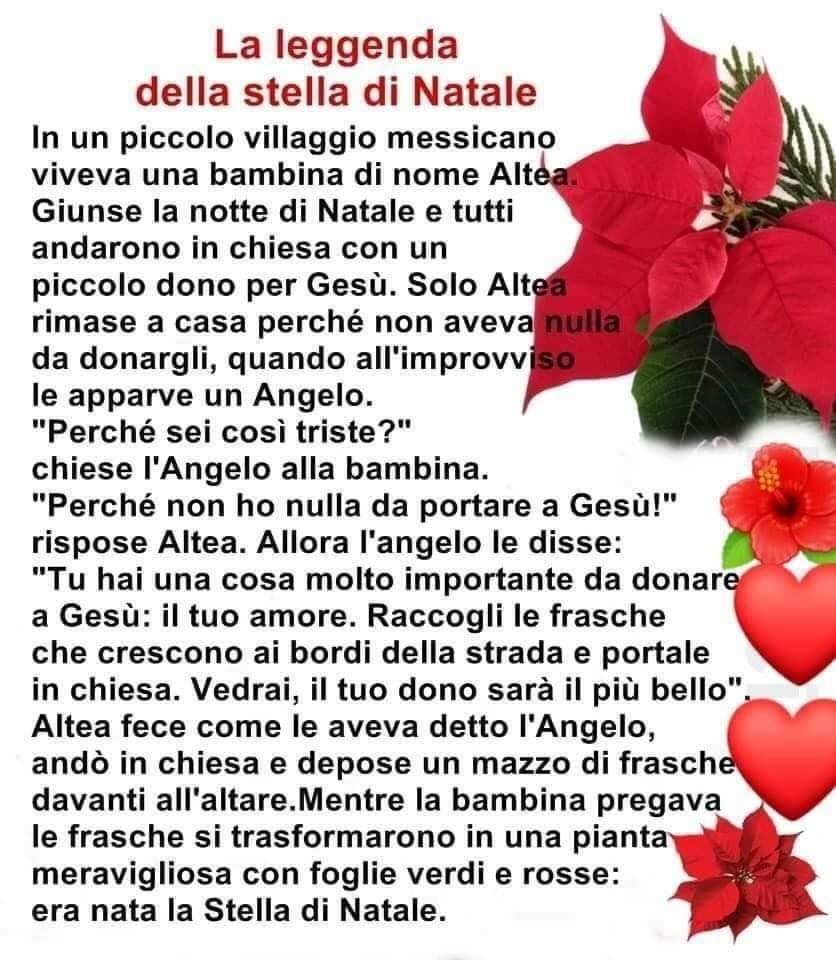 La leggenda
della stella di Natale
In un piccolo villaggio messicano
viveva una bambina di nome Altea.
Giunse la notte di Natale e tutti
andarono in chiesa con un
piccolo dono per Gesù. Solo Altea
rimase a casa perché non aveva nulla
da donargli, quando all'improvviso
le apparve un Angelo.
"Perché sei così triste?"
chiese l'Angelo alla bambina.
"Perché non ho nulla da portare a Gesù!"
rispose Altea. Allora l'angelo le disse:
"Tu hai una cosa molto importante da donare
a Gesù: il tuo amore. Raccogli le frasche
che crescono ai bordi della strada e portale
in chiesa. Vedrai, il tuo dono sarà il più bello".
Altea fece come le aveva detto l'Angelo,
andò in chiesa e depose un mazzo di frasche
davanti all'altare.Mentre la bambina pregava
le frasche si trasformarono in una pianta
meravigliosa con foglie verdi e rosse:
era nata la Stella di Natale.